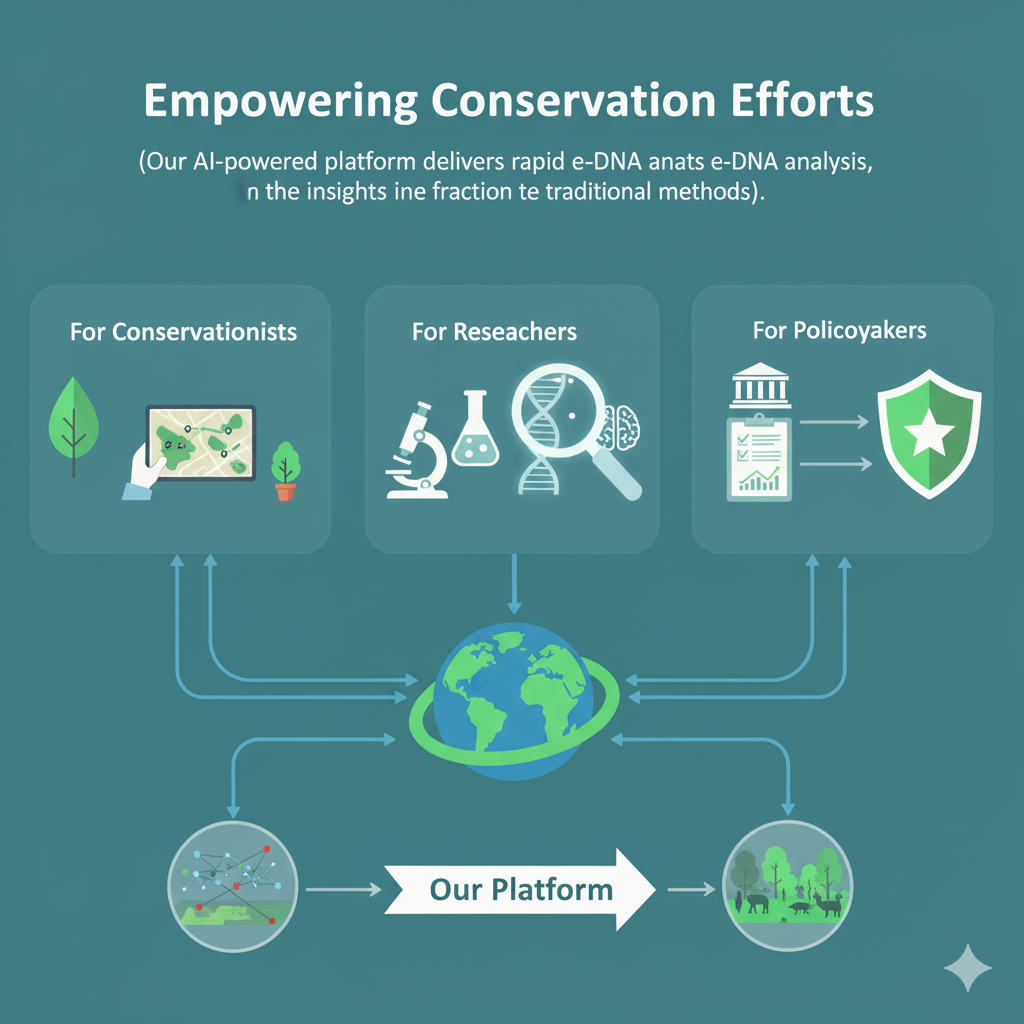 Empowering Conservation Efforts
(Our AI-powered platform delivers rapid e-DNA anats e-DNA analysis,
n the insights ine fraction te traditional methods).
For Conservationists
For Reseachers
For Policoyakers
Our Platform